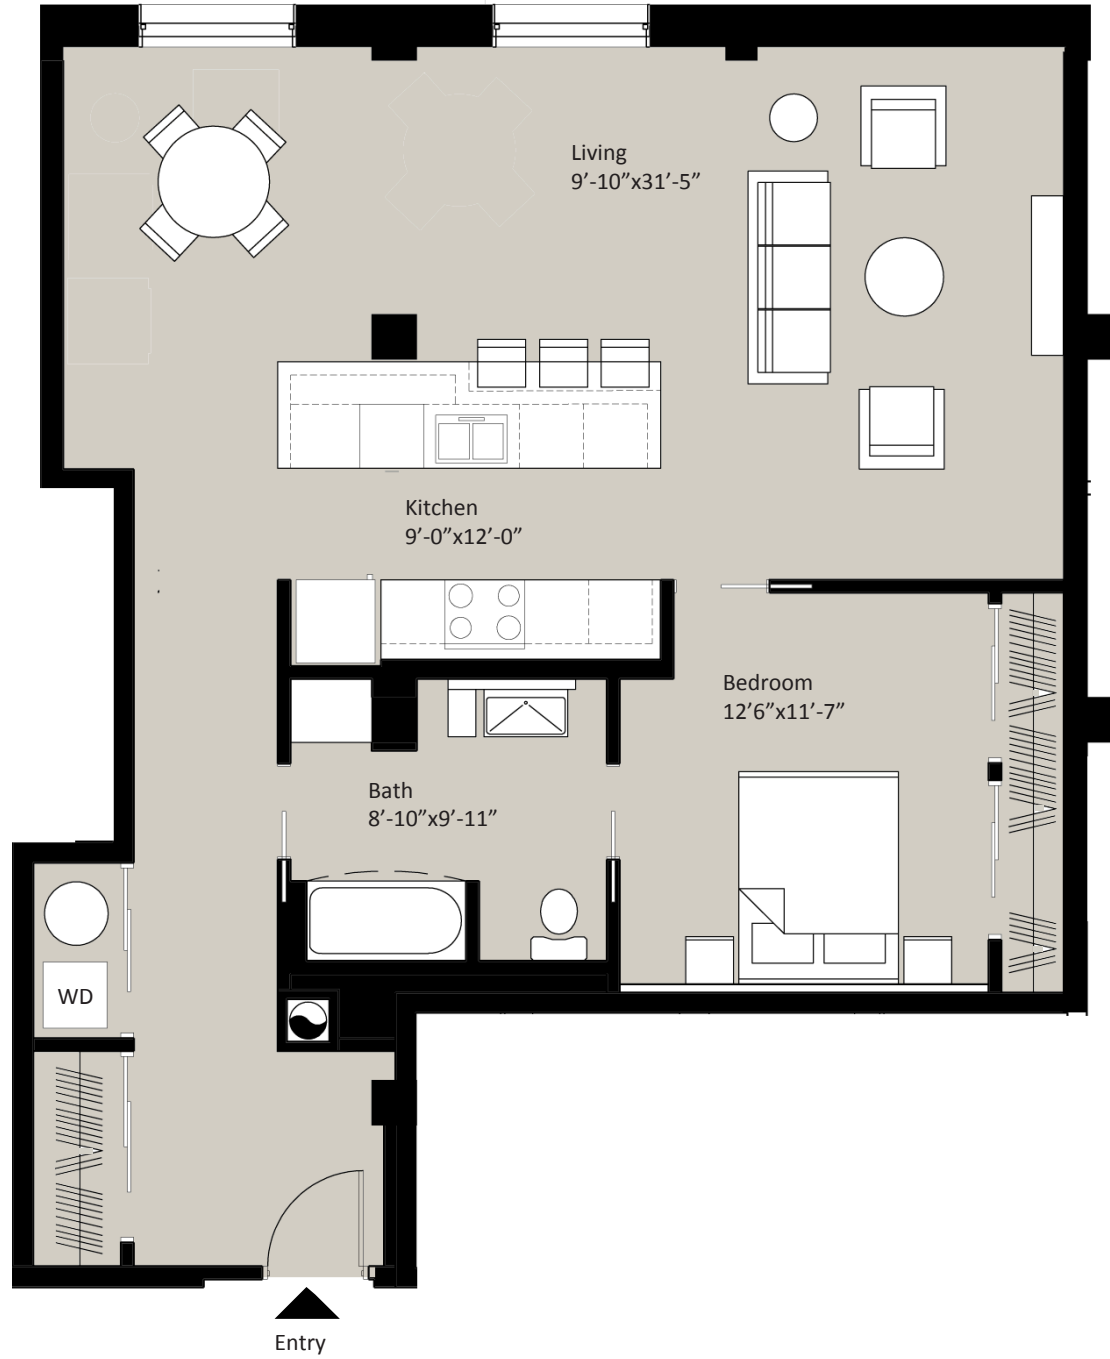 Living
9’-10”x31’-5”
Kitchen
9’-0”x12’-0”
Bedroom
12’6”x11’-7”
Bath
8’-10”x9’-11”
WD
Entry